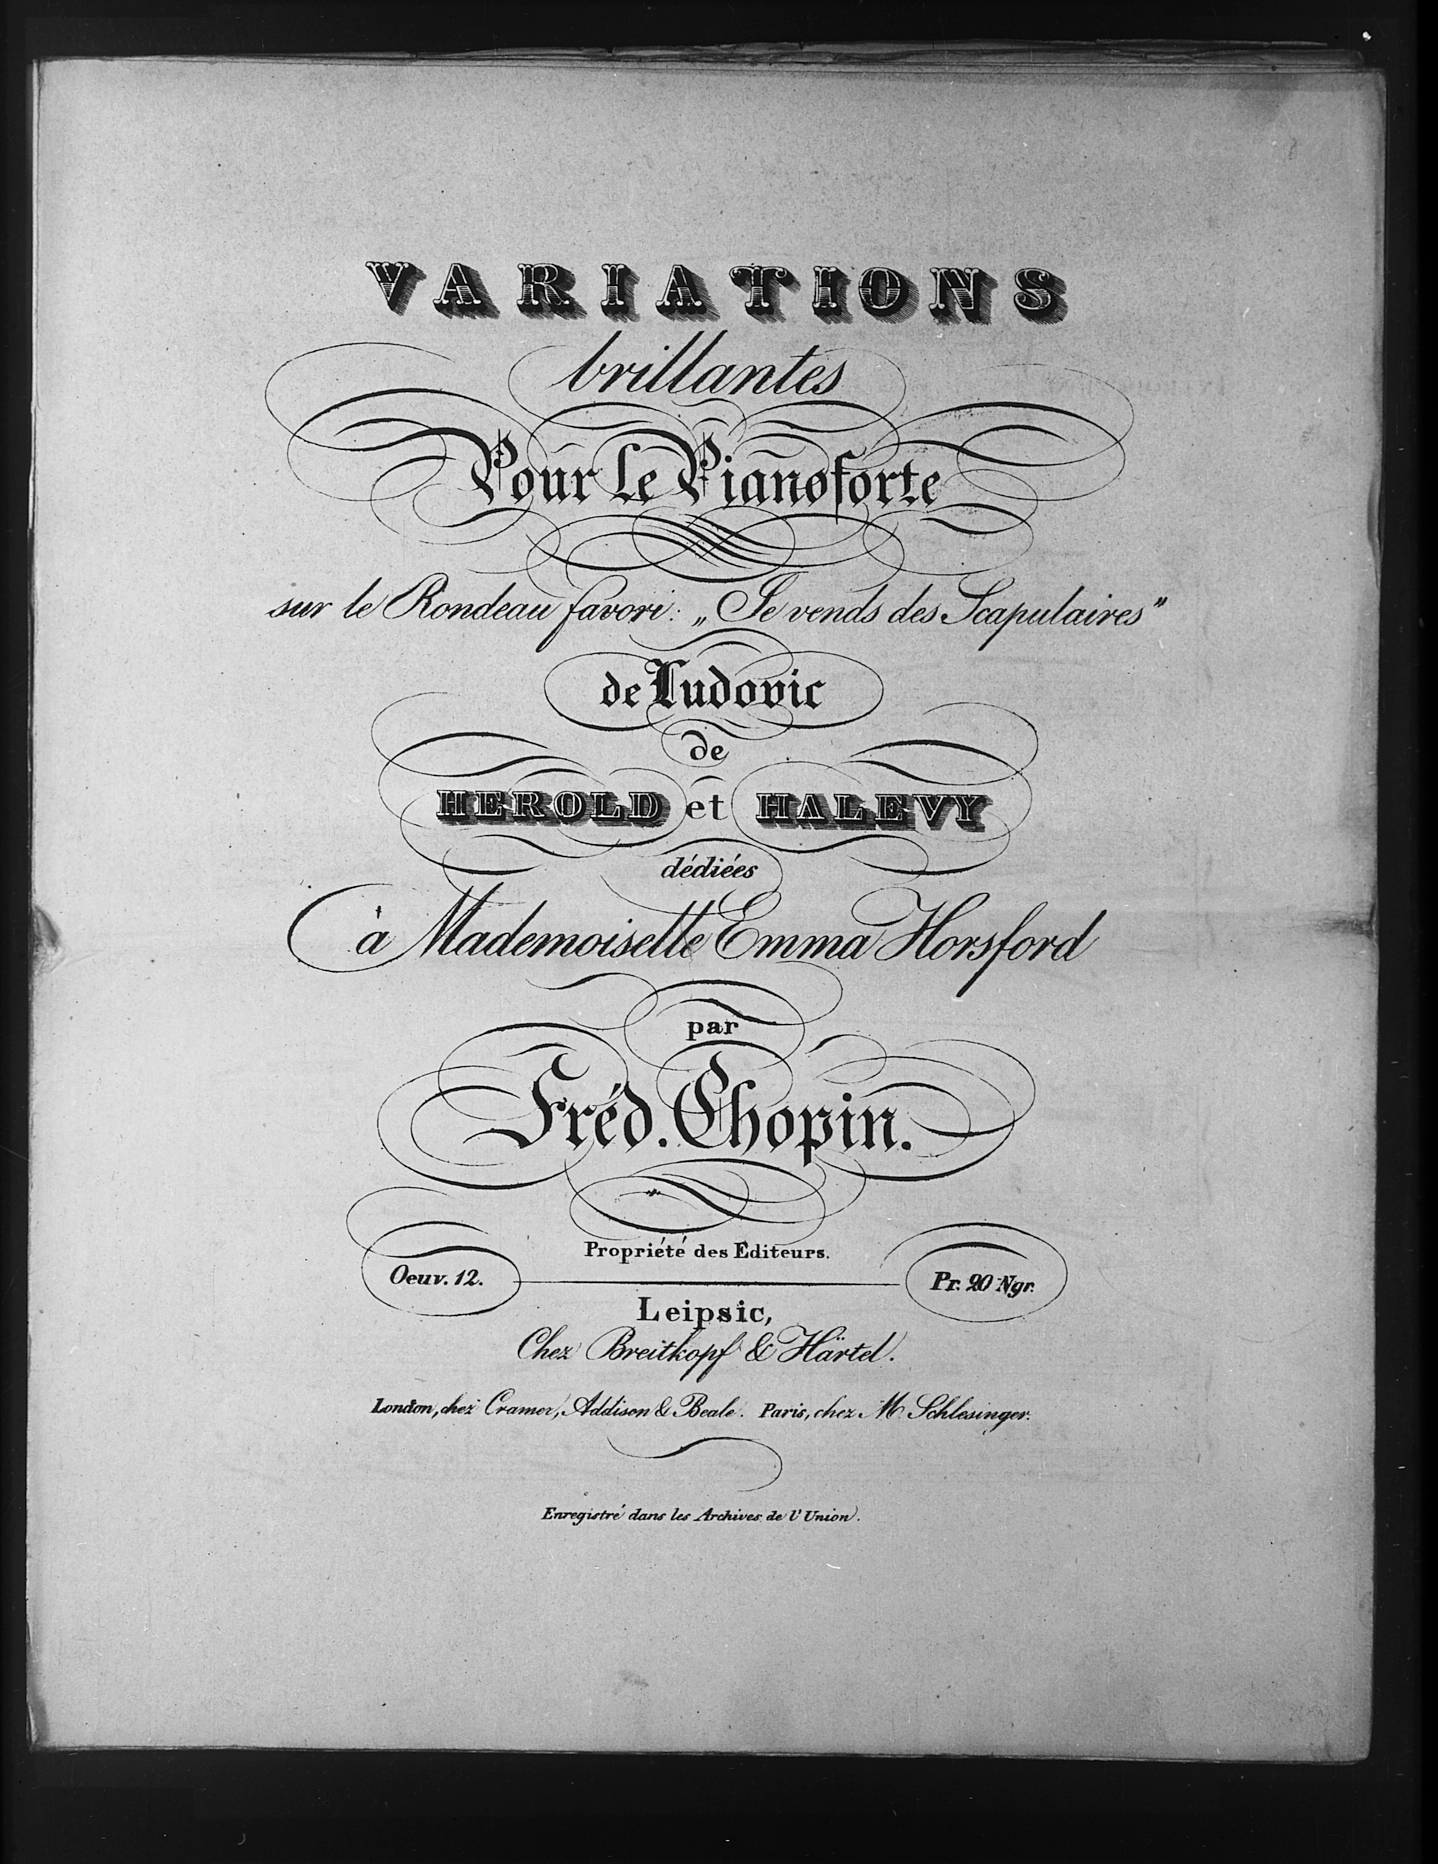 VARIATIONS
brillantes
Pour le Pianoforte
sur le Rondeau favori: „Je vends des Scapulaires"
de Ludovic
de
HEROLD et HALEVY
dédiées
à Mademoiselle Emma Horsford
par
Fréd. Chopin.
Propriété des Editeurs.
Oeuv. 12. Pr. 20 Ngr.
Leipsic,
Chez Breitkopf & Härtel.
London, chez Cramer, Addison & Beale. Paris, chez M. Schlesinger.
Enregistré dans les Archives de l'Union.